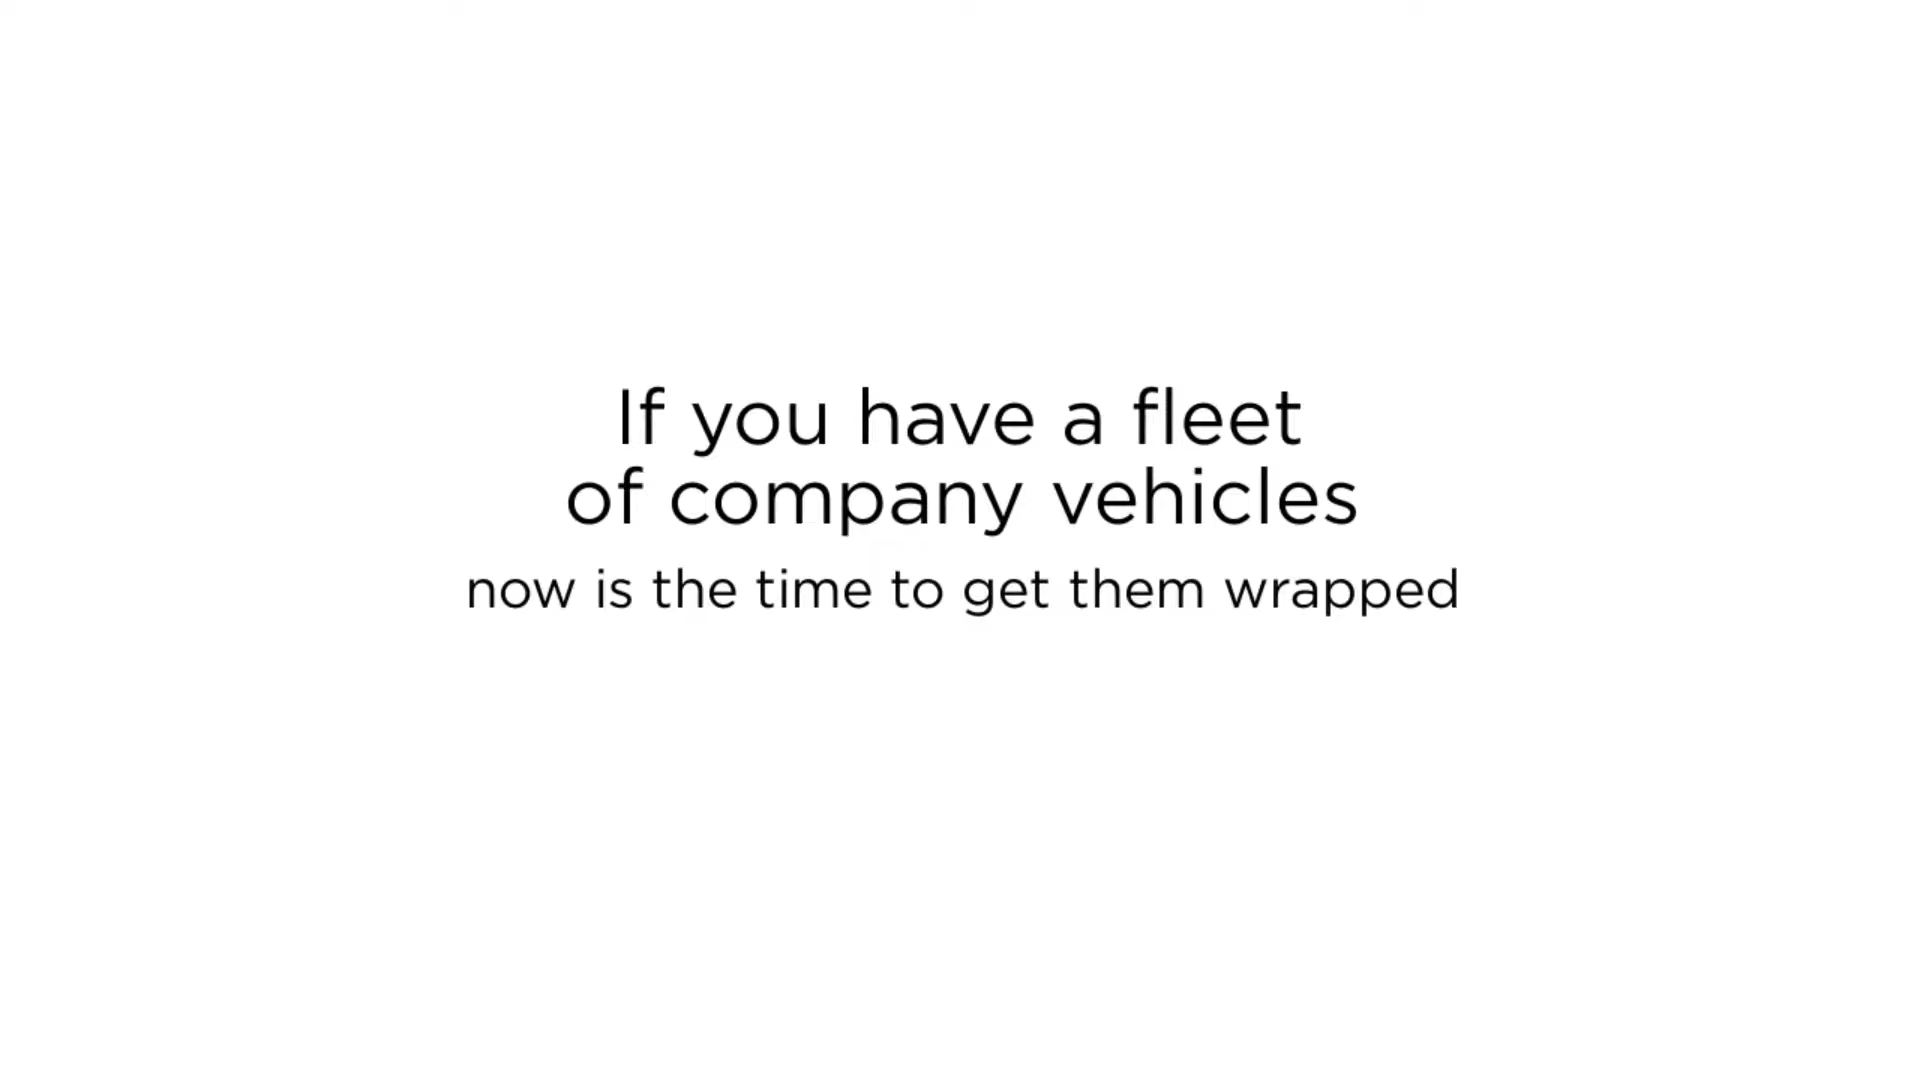 If you have a fleet
of company vehicles
now is the time to get them wrapped